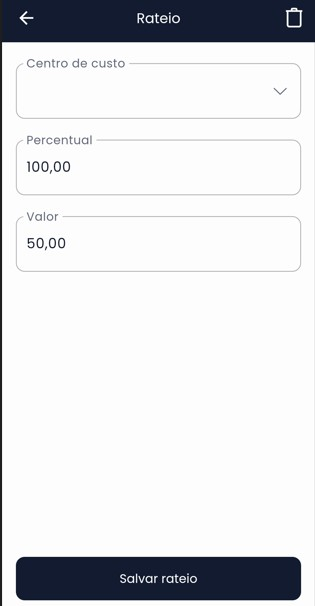 Rateio
Centro de custo
Percentual
100,00
Valor
50,00
Salvar rateio